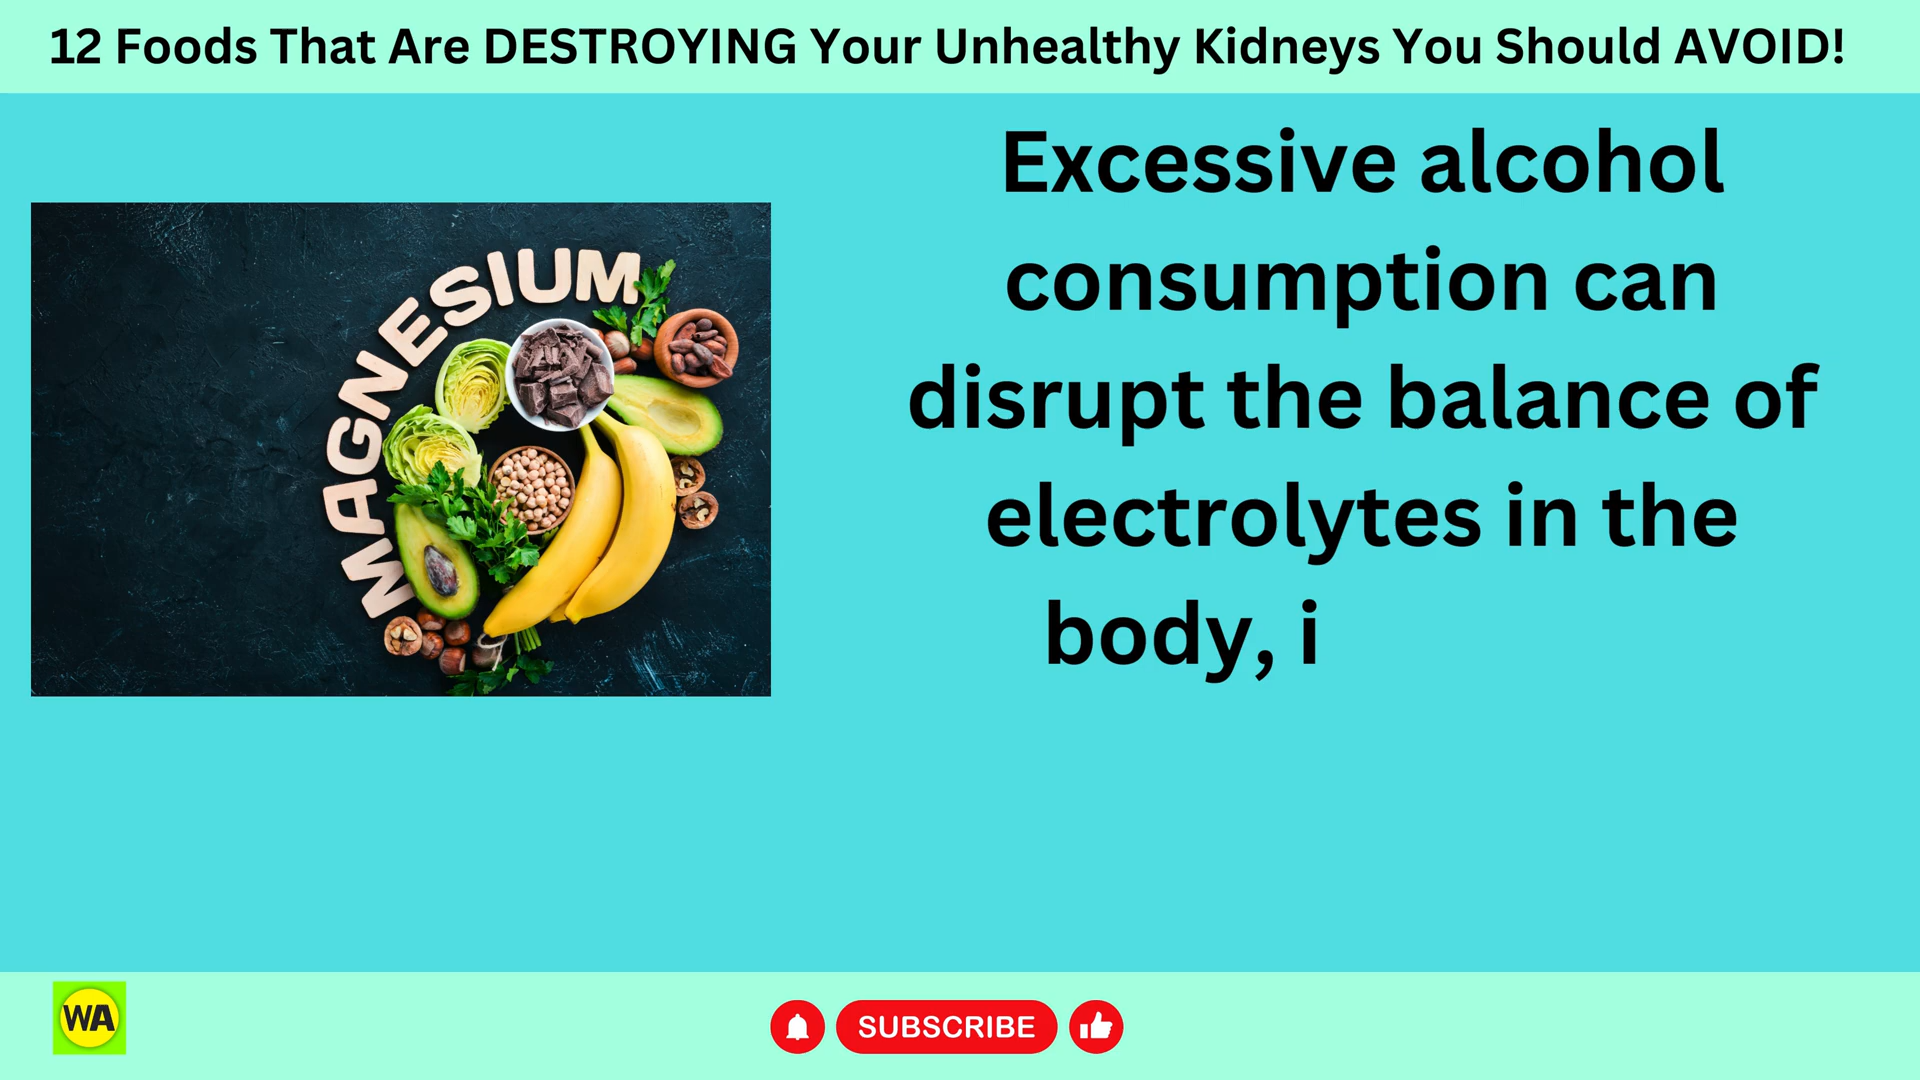 12 Foods That Are DESTROYING Your Unhealthy Kidneys You Should AVOID!
MAGNESIUM
Excessive alcohol
consumption can
disrupt the balance of
electrolytes in the
body, i
WA
SUBSCRIBE